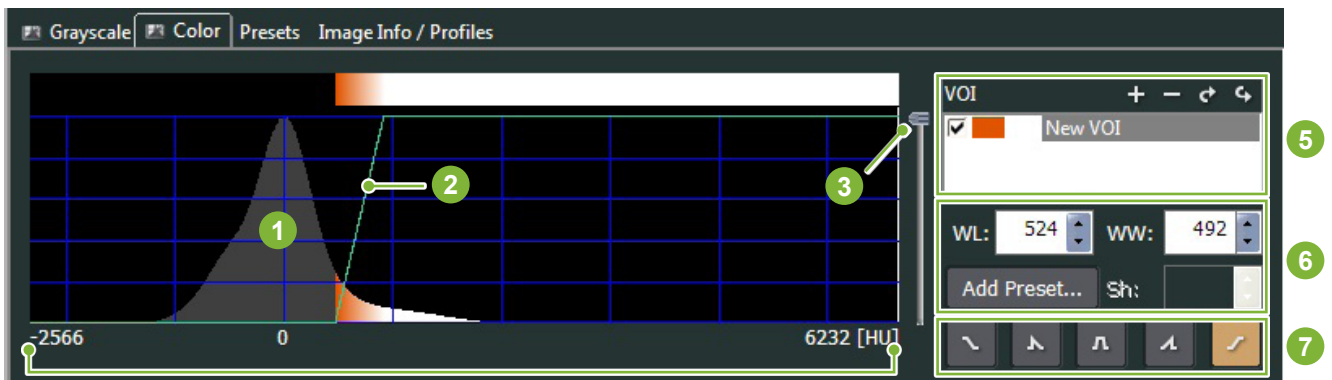 Grayscale Color Presets Image Info / Profiles
VOI
New VOI
5
3
2
1
WL: 524 WW: 492
6
Add Preset... Sh:
-2566 0 6232 [HU]
7